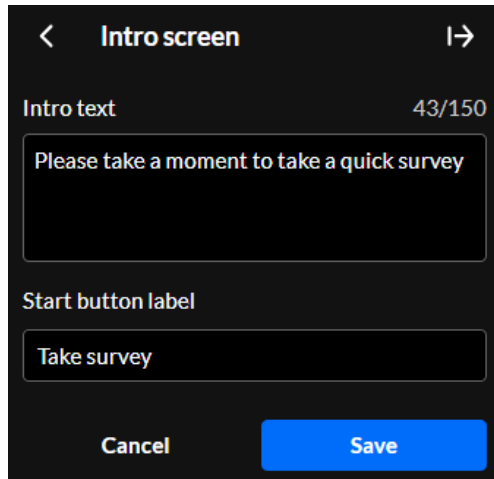 Intro screen
Intro text 43/150
Please take a moment to take a quick survey
Start button label
Take survey
Cancel Save